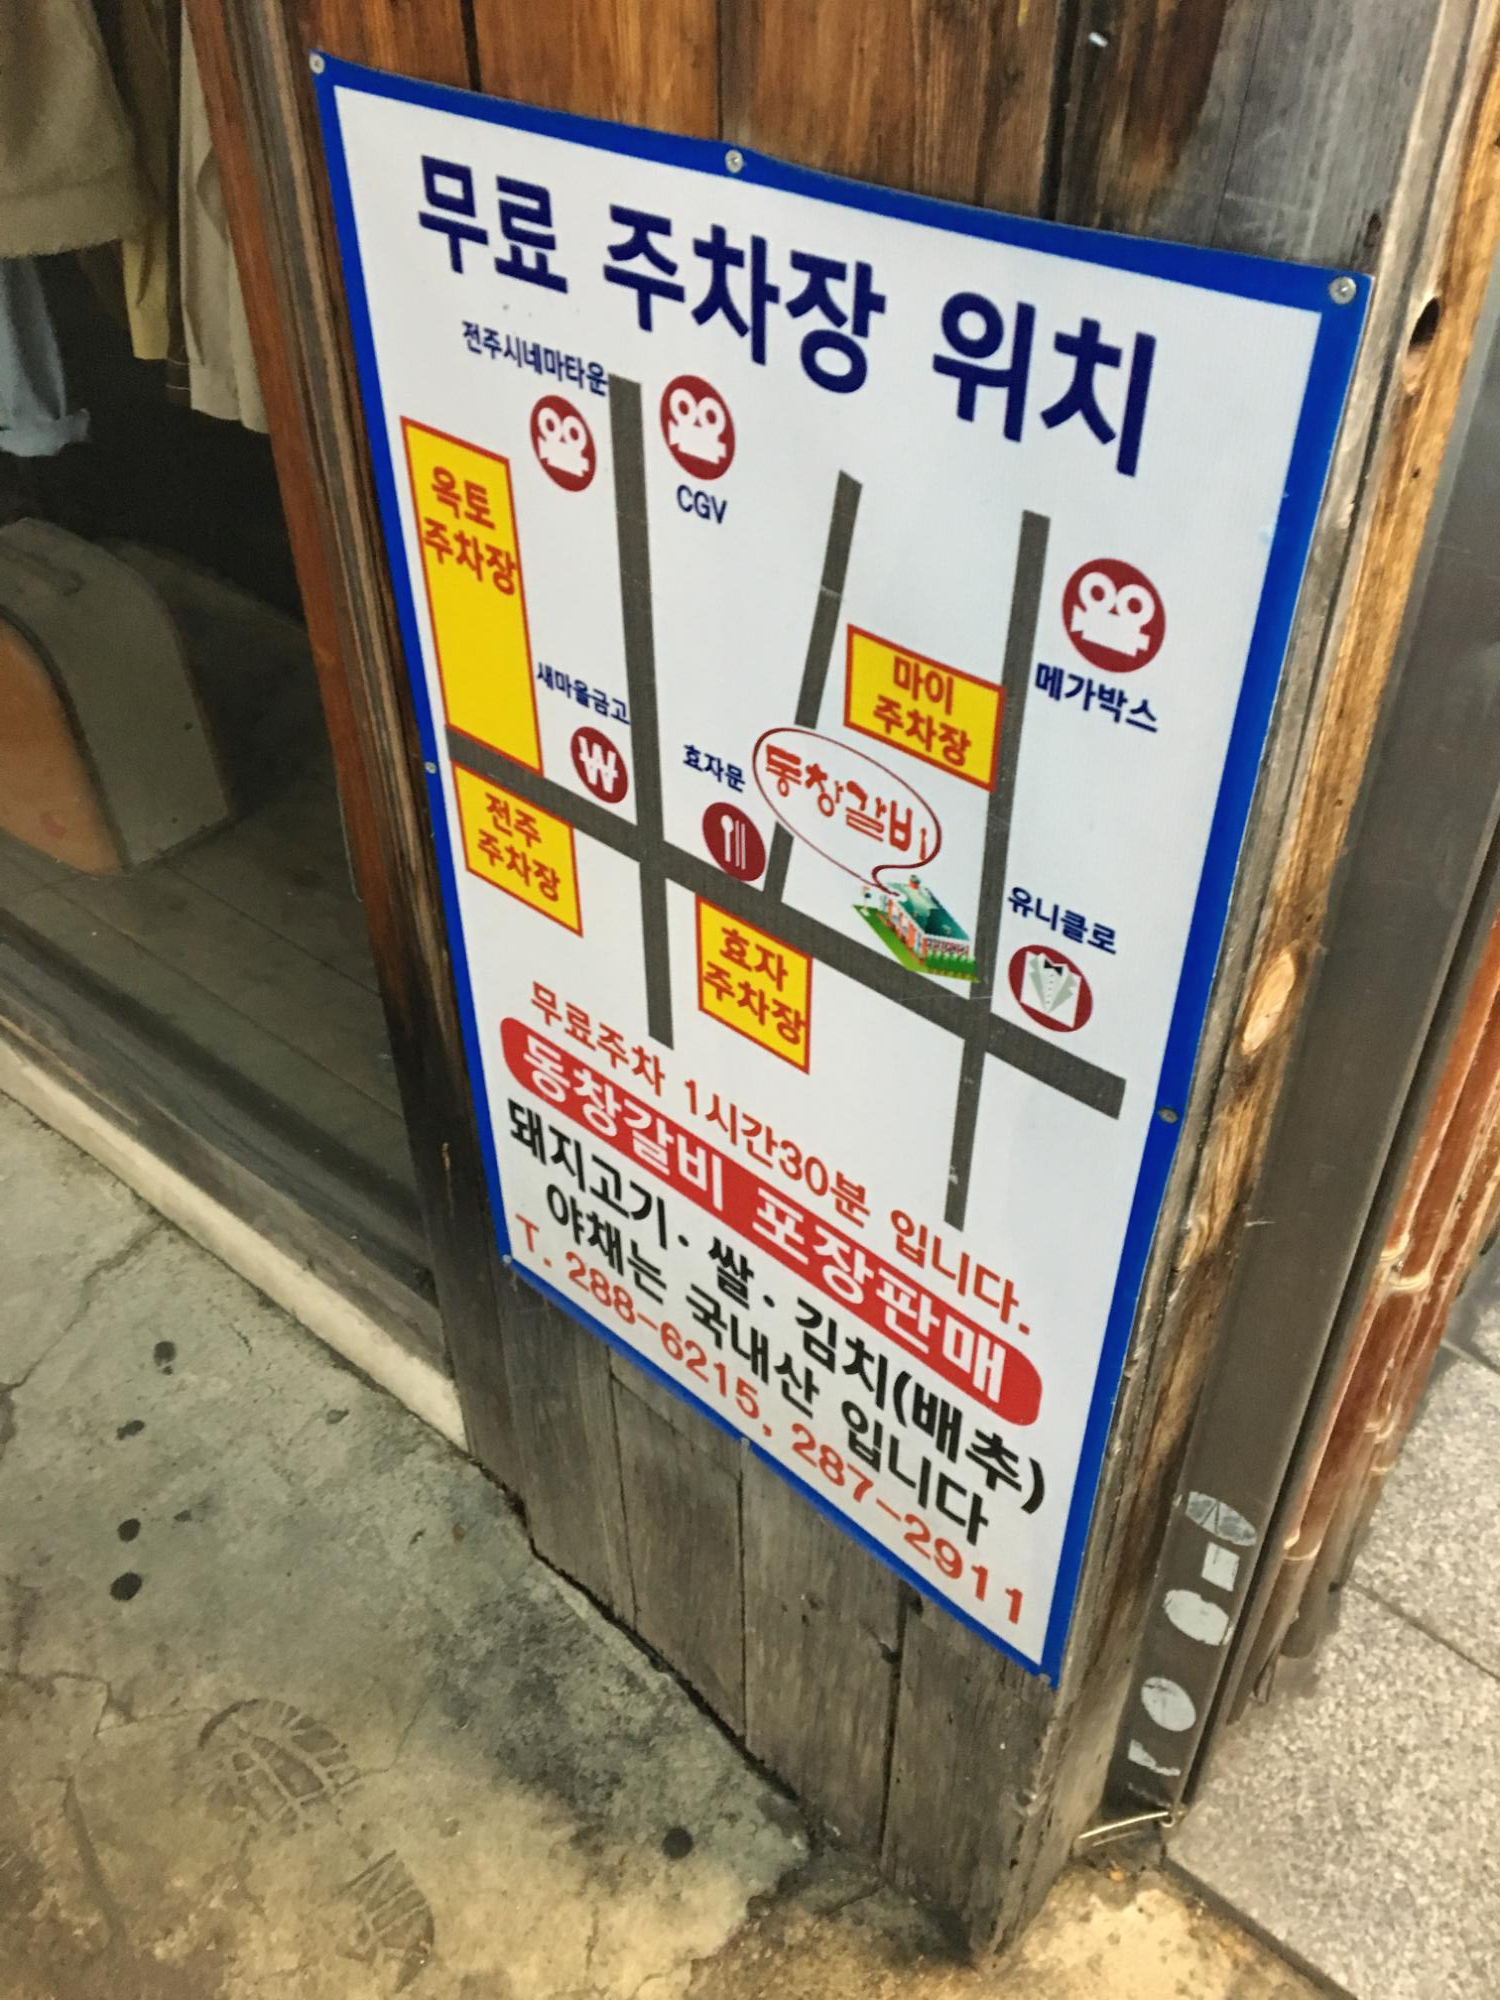 무료 주차장 위치
전주시네마타운
CGV
옥토
주차장
마이
주차장
메가박스
새마을금고
₩
효자문
동창갈비
전주
주차장
효자
주차장
유니클로
무료주차 1시간30분 입니다.
동창갈비 포장판매
돼지고기. 쌀. 김치(배추)
야채는 국내산 입니다
T. 288-6215, 287-2911